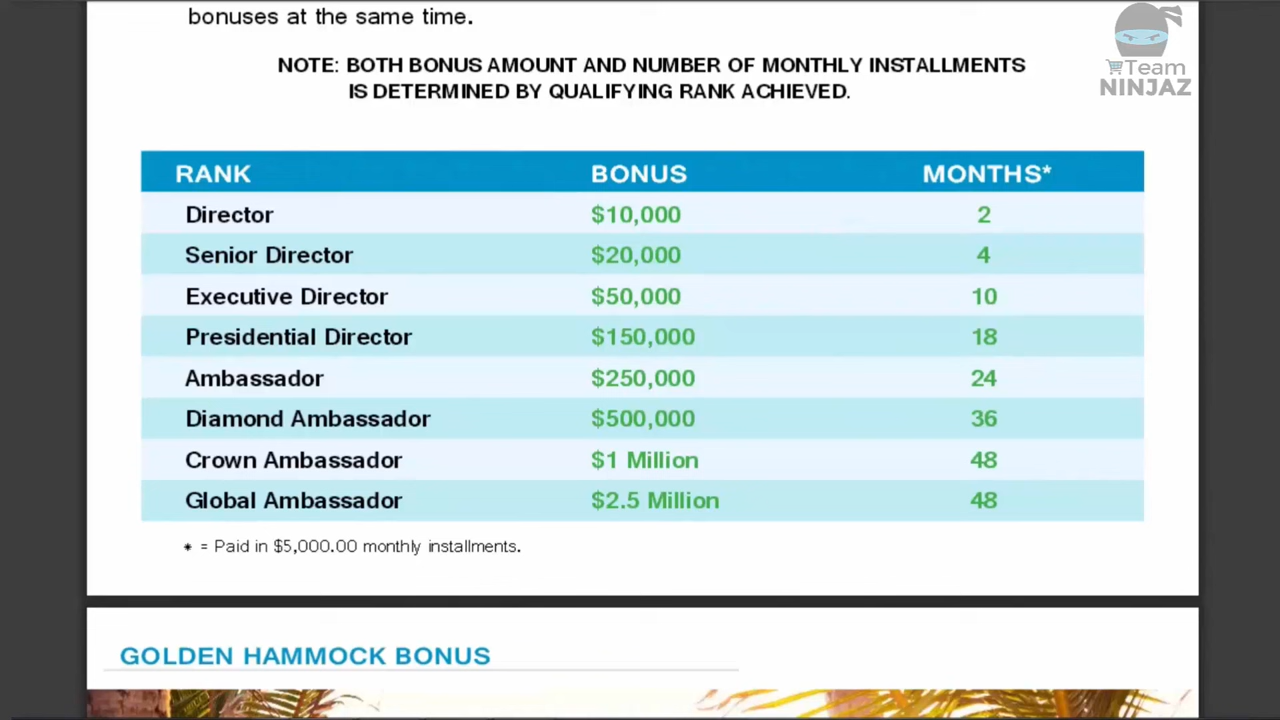 bonuses at the same time.
Team
NINJAZ
NOTE: BOTH BONUS AMOUNT AND NUMBER OF MONTHLY INSTALLMENTS
IS DETERMINED BY QUALIFYING RANK ACHIEVED.
RANK BONUS MONTHS*
Director $10,000 2
Senior Director $20,000 4
Executive Director $50,000 10
Presidential Director $150,000 18
Ambassador $250,000 24
Diamond Ambassador $500,000 36
Crown Ambassador $1 Million 48
Global Ambassador $2.5 Million 48
* = Paid in $5,000.00 monthly installments.
GOLDEN HAMMOCK BONUS